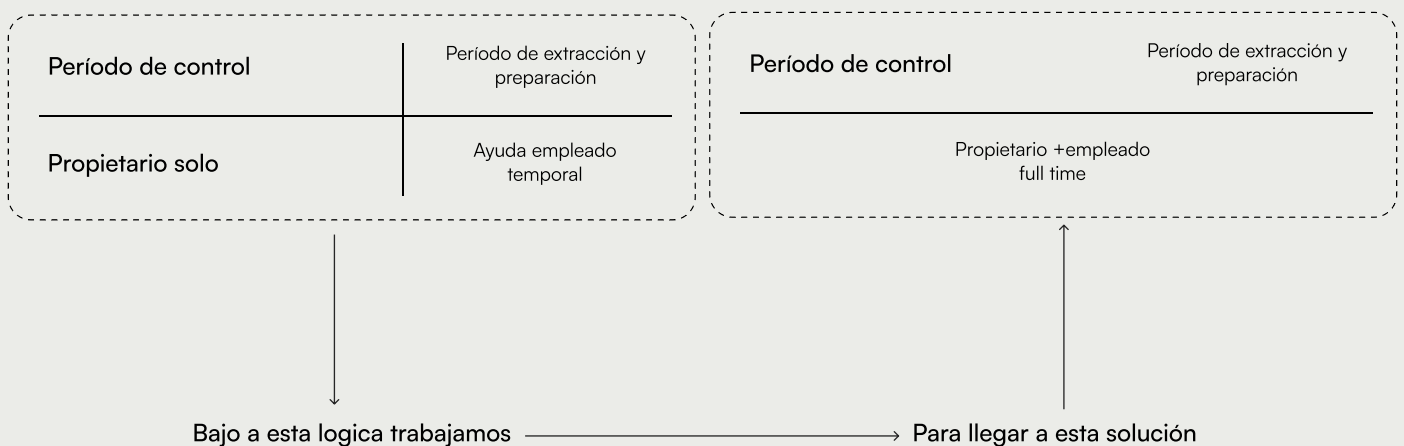 Período de control
Período de extracción y
preparación
Propietario solo
Ayuda empleado
temporal
Período de control
Período de extracción y
preparación
Propietario +empleado
full time
Bajo a esta logica trabajamos
Para llegar a esta solución